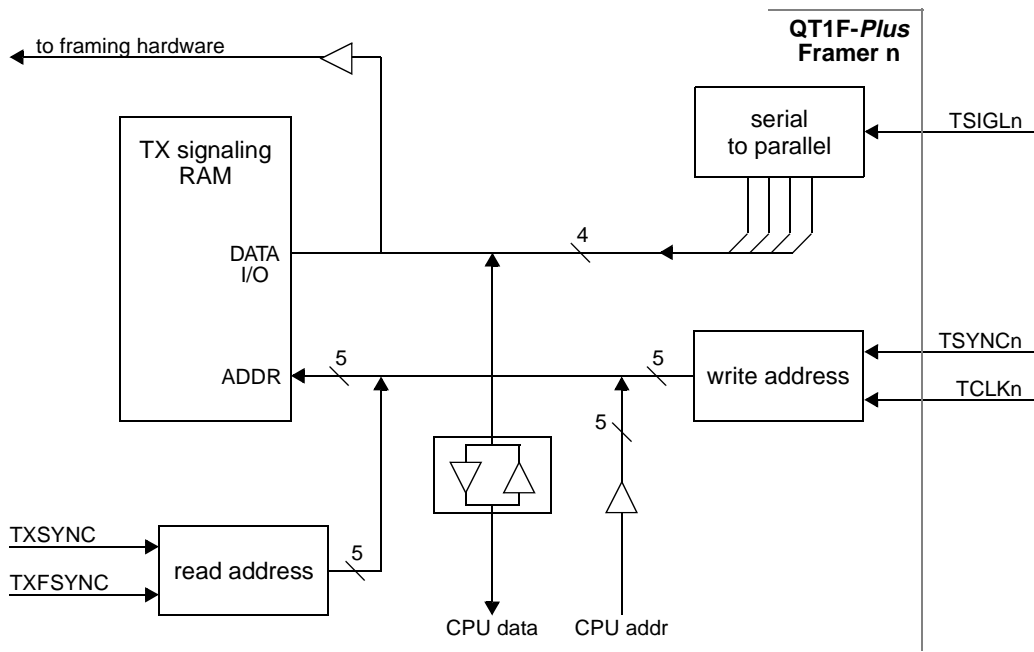 QT1F-Plus
Framer n
to framing hardware
serial
to parallel
TSIGLn
TX signaling
RAM
DATA
I/O
4
ADDR
5
5
write address
TSYNCn
TCLKn
5
TXSYNC
TXFSYNC
read address
5
CPU data
CPU addr